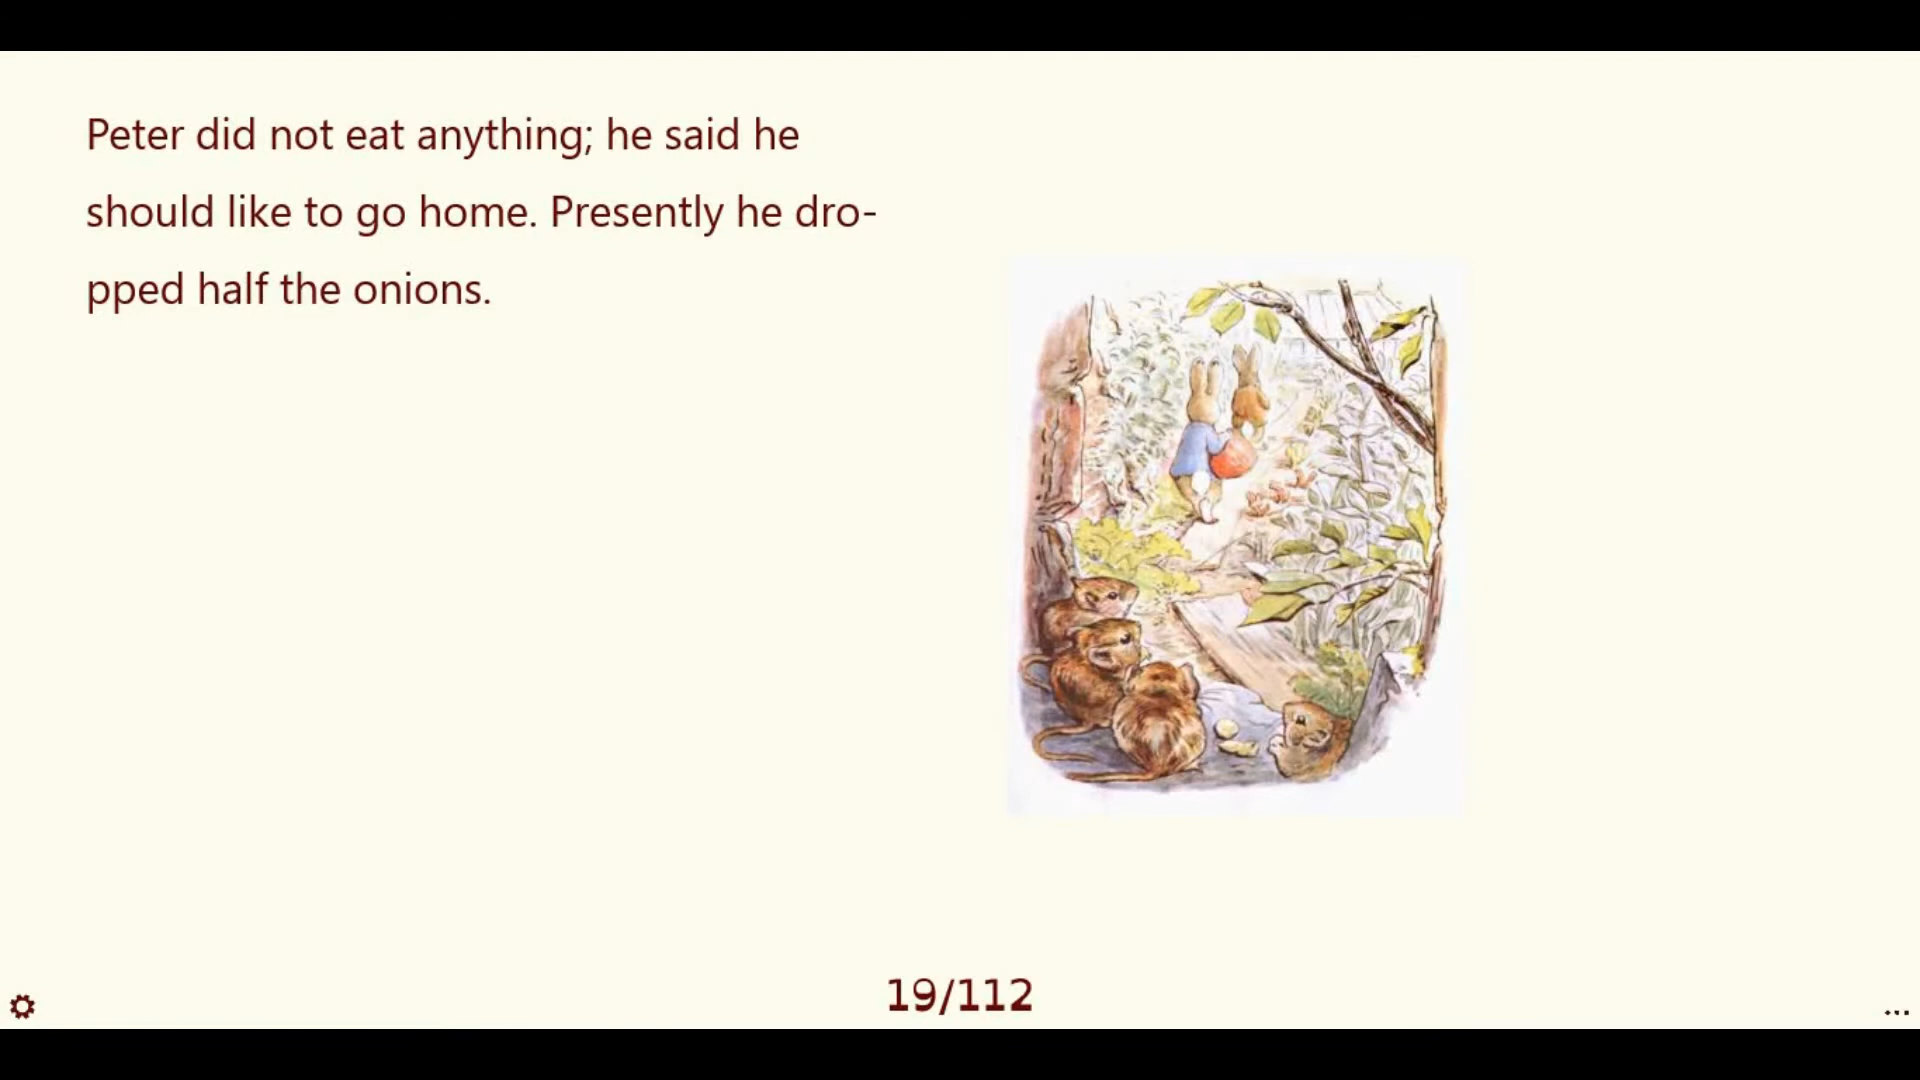 Peter did not eat anything; he said he
should like to go home. Presently he dro-
pped half the onions.
19/112
...